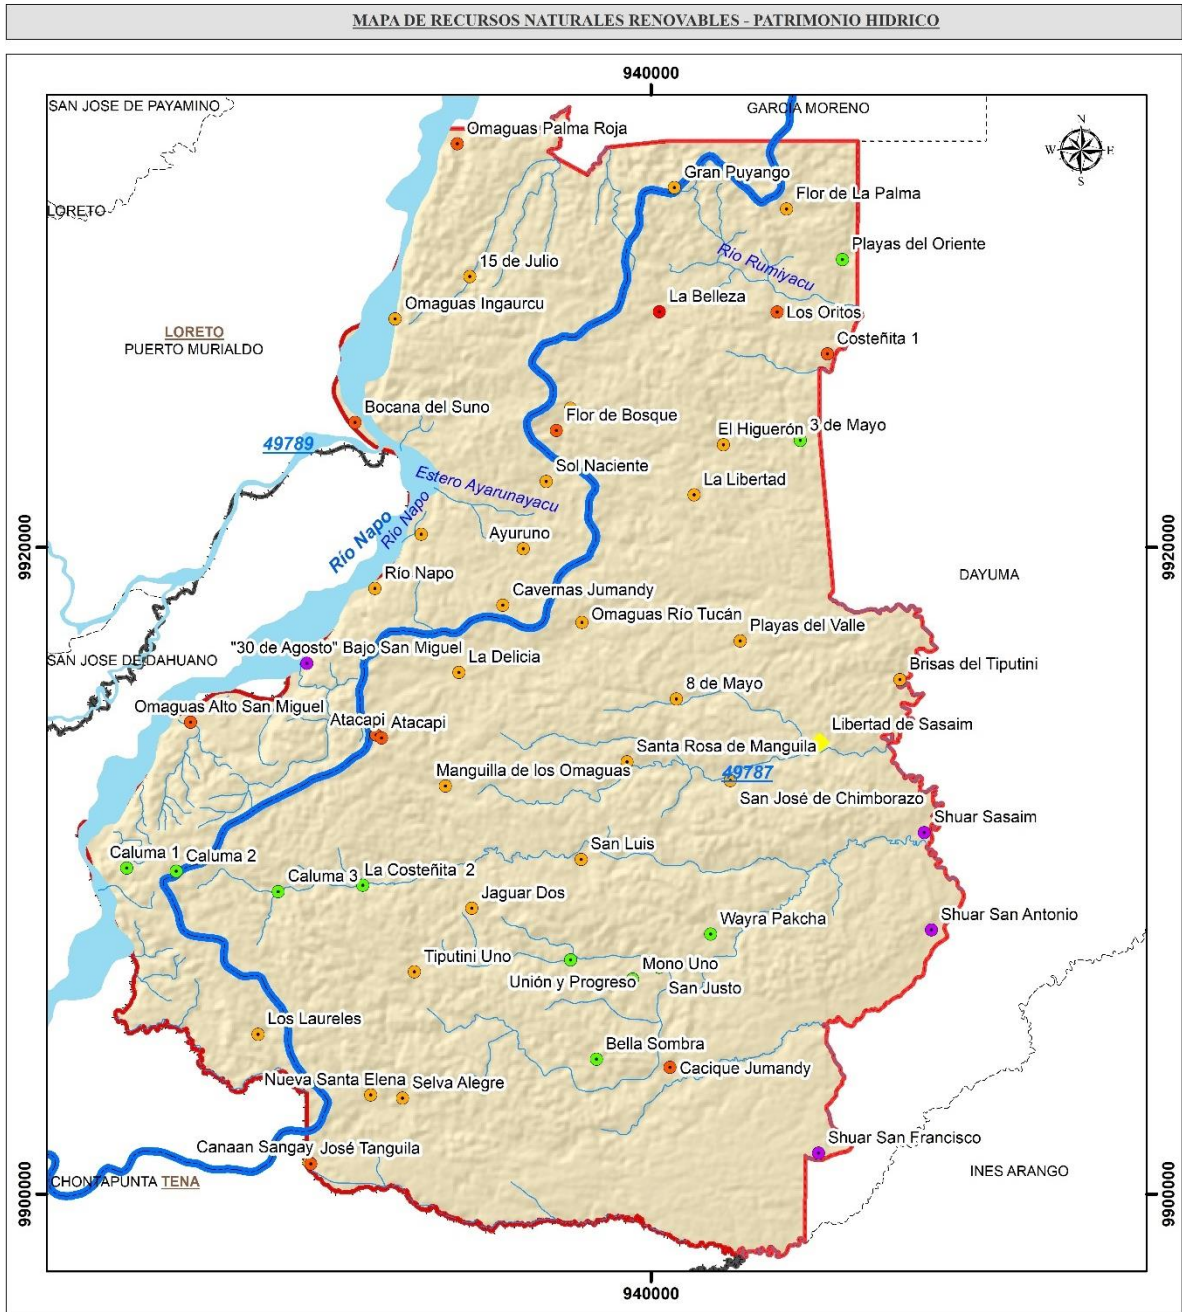 MAPA DE RECURSOS NATURALES RENOVABLES - PATRIMONIO HIDRICO
940000
SAN JOSE DE PAYAMINO
GARCIA MORENO
N
W E
S
Omaguas Palma Roja
Gran Puyango
Flor de La Palma
LORETO
Playas del Oriente
Río Rumiyacu
15 de Julio
La Belleza
Omaguas Ingaurcu
Los Oritos
LORETO
PUERTO MURIALDO
Costeñita 1
Bocana del Suno
Flor de Bosque
El Higuerón
3 de Mayo
49789
Sol Naciente
Estero Ayarunayacu
La Libertad
Río Napo
Río Napo
Ayuruno
9920000
9920000
Río Napo
DAYUMA
Cavernas Jumandy
Omaguas Río Tucán
Playas del Valle
SAN JOSE DE DAHUANO
"30 de Agosto" Bajo San Miguel
La Delicia
Brisas del Tiputini
8 de Mayo
Omaguas Alto San Miguel
Atacapi
Atacapi
Libertad de Sasaim
Santa Rosa de Manguila
Manguilla de los Omaguas
49787
San José de Chimborazo
Shuar Sasaim
Caluma 1
Caluma 2
San Luis
Caluma 3
La Costeñita 2
Jaguar Dos
Wayra Pakcha
Shuar San Antonio
Tiputini Uno
Mono Uno
Unión y Progreso
San Justo
Los Laureles
Bella Sombra
Cacique Jumandy
Nueva Santa Elena
Selva Alegre
Canaan Sangay
José Tanguila
Shuar San Francisco
INES ARANGO
CHONTAPUNTA TENA
9900000
9900000
940000